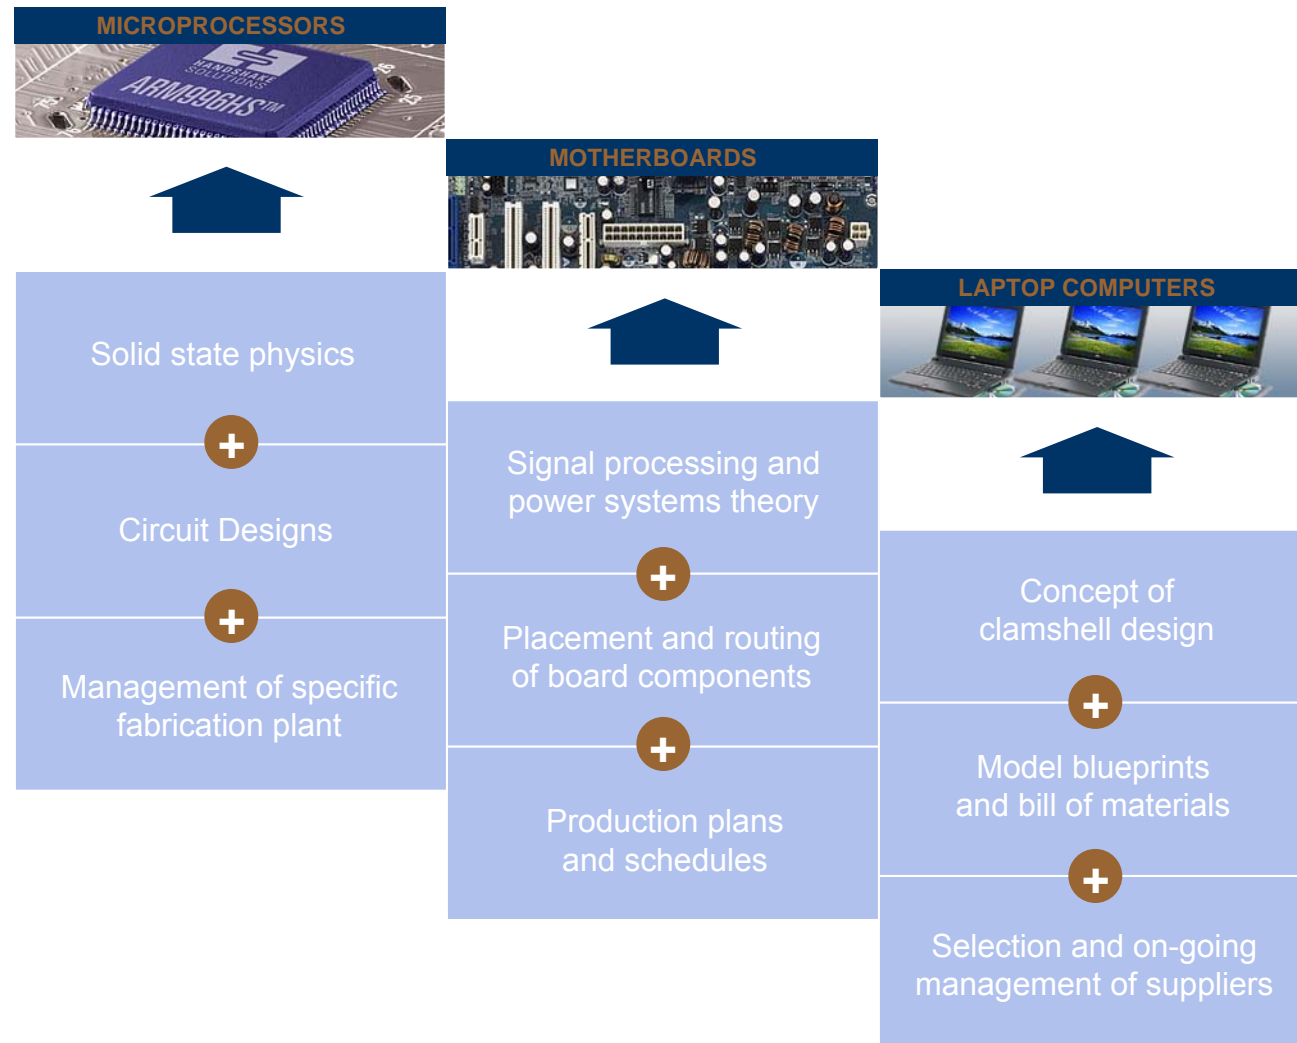 MICROPROCESSORS
HANDSHAKE
SOLUTIONS
ARM996HS™
26
25
Solid state physics
+
Circuit Designs
+
Management of specific
fabrication plant
MOTHERBOARDS
Signal processing and
power systems theory
+
Placement and routing
of board components
+
Production plans
and schedules
LAPTOP COMPUTERS
Concept of
clamshell design
+
Model blueprints
and bill of materials
+
Selection and on-going
management of suppliers